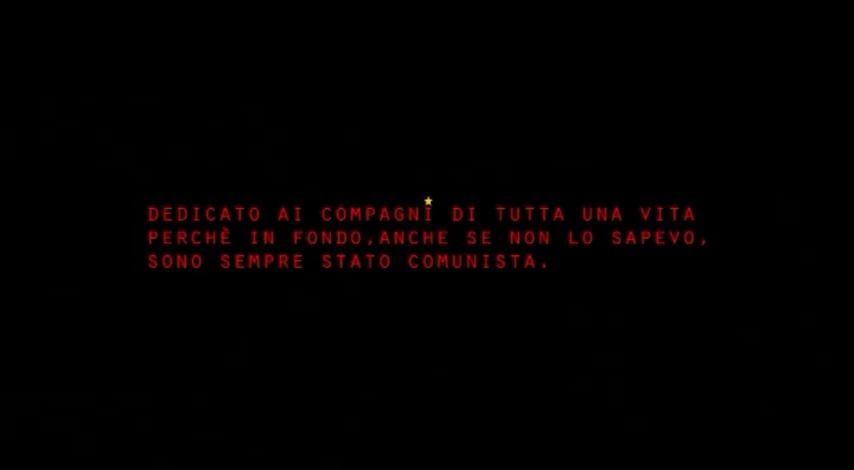 DEDICATO AI COMPAGNI DI TUTTA UNA VITA
PERCHÈ IN FONDO,ANCHE SE NON LO SAPEVO,
SONO SEMPRE STATO COMUNISTA.